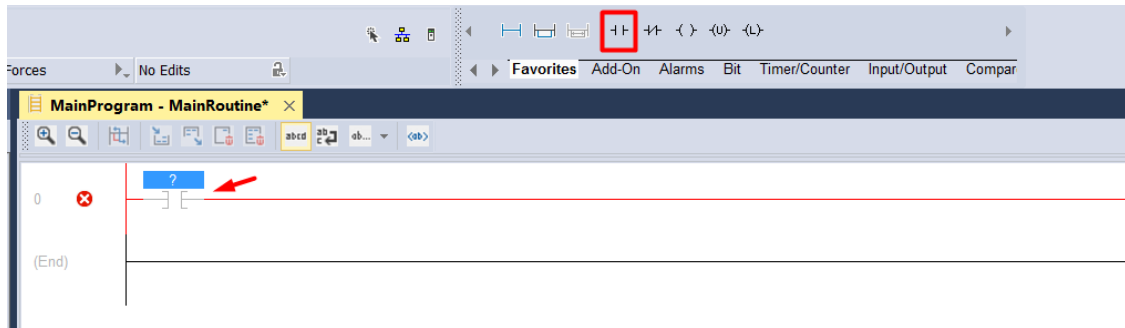 -(U)- -(L)-
Forces No Edits Favorites Add-On Alarms Bit Timer/Counter Input/Output Compar
MainProgram - MainRoutine* ×
abcd ab c ab... <ab>
?
0
(End)